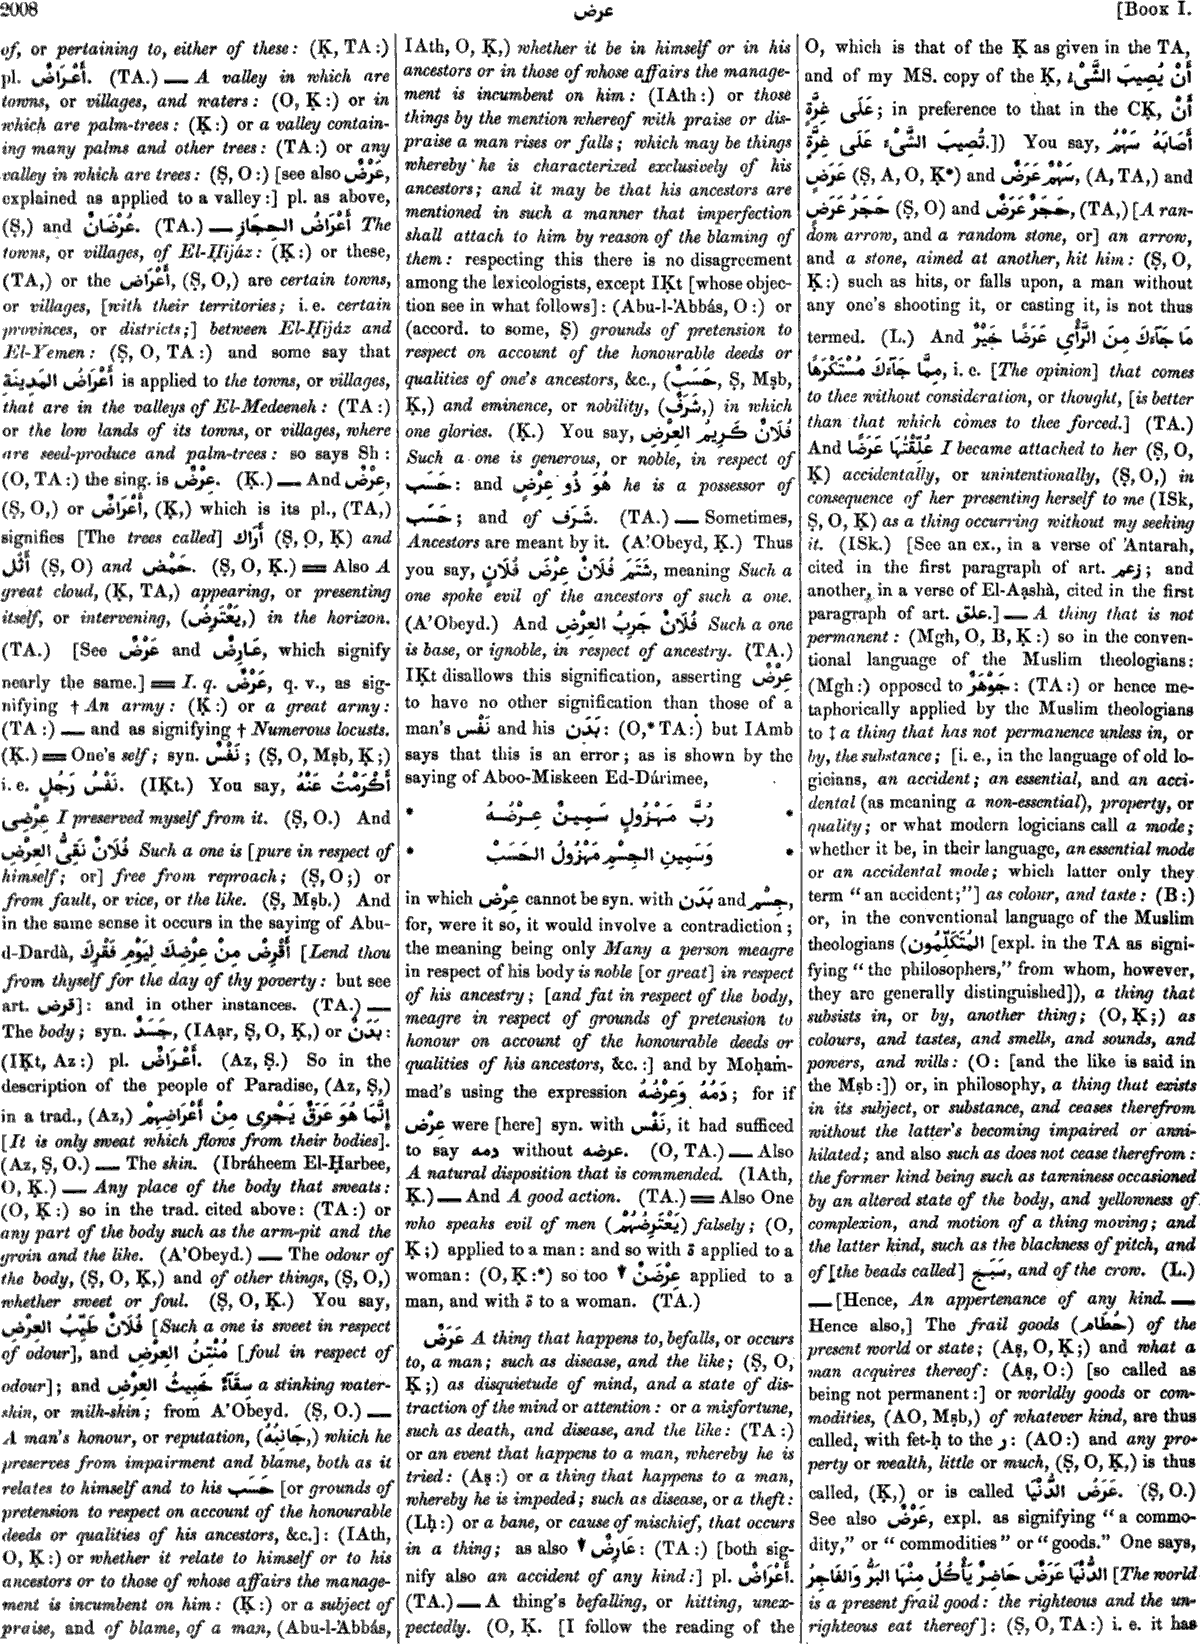 2008
عرض
[Book I.
of, or pertaining to, either of these: (Ḳ, TA:)
pl. أَعْرَاضٌ. (TA.) — A valley in which are
towns, or villages, and waters: (O, Ḳ:) or in
which are palm-trees: (Ḳ:) or a valley contain-
ing many palms and other trees: (TA:) or any
valley in which are trees: (Ṣ, O:) [see also عَرْضٌ
explained as applied to a valley:] pl. as above,
(Ṣ,) and عُرْضَانٌ. (TA.) — أَعْرَاضُ الحِجَازِ The
towns, or villages, of El-Ḥijáz: (Ḳ:) or these,
(TA,) or the أَعْرَاض, (Ṣ, O,) are certain towns,
or villages, [with their territories; i. e. certain
provinces, or districts;] between El-Ḥijáz and
El-Yemen: (Ṣ, O, TA:) and some say that
أَعْرَاضُ المَدِينَةِ is applied to the towns, or villages,
that are in the valleys of El-Medeeneh: (TA:)
or the low lands of its towns, or villages, where
are seed-produce and palm-trees: so says Sh:
(O, TA:) the sing. is عِرْضٌ. (Ḳ.) — And عِرْضٌ,
(Ṣ, O,) or أَعْرَاضٌ, (Ḳ,) which is its pl., (TA,)
signifies [The trees called] أَرَاك (Ṣ, O, Ḳ) and
أَثْل (Ṣ, O) and حَمْض. (Ṣ, O, Ḳ.) = Also A
great cloud, (Ḳ, TA,) appearing, or presenting
itself, or intervening, (يَعْتَرِضُ,) in the horizon.
(TA.) [See عَرْضٌ and عَارِضٌ, which signify
nearly the same.] = I. q. عَرْضٌ, q. v., as sig-
nifying † An army: (Ḳ:) or a great army:
(TA:) — and as signifying † Numerous locusts.
(Ḳ.) = One's self; syn. نَفْسٌ; (Ṣ, O, Mṣb, Ḳ;)
i. e. نَفْسُ رَجُلٍ. (IḲt.) You say, أَكْرَمْتُ عَنْهُ
عِرْضِى I preserved myself from it. (Ṣ, O.) And
فُلَانٌ نَقِىُّ العِرْضِ Such a one is [pure in respect of
himself; or] free from reproach; (Ṣ, O;) or
from fault, or vice, or the like. (Ṣ, Mṣb.) And
in the same sense it occurs in the saying of Abu-
d-Dardà, أَقْرِضْ مِنْ عِرْضِكَ لِيَوْمِ فَقْرِكَ [Lend thou
from thyself for the day of thy poverty: but see
art. قرض]: and in other instances. (TA.) —
The body; syn. جَسَدٌ, (IAạr, Ṣ, O, Ḳ,) or بَدَنٌ:
(IḲt, Az:) pl. أَعْرَاضٌ. (Az, Ṣ.) So in the
description of the people of Paradise, (Az, Ṣ,)
in a trad., (Az,) إِنَّمَا هُوَ عَرَقٌ يَجْرِى مِنْ أَعْرَاضِهِمْ
[It is only sweat which flows from their bodies].
(Az, Ṣ, O.) — The skin. (Ibráheem El-Ḥarbee,
O, Ḳ.) — Any place of the body that sweats:
(O, Ḳ:) so in the trad. cited above: (TA:) or
any part of the body such as the arm-pit and the
groin and the like. (A'Obeyd.) — The odour of
the body, (Ṣ, O, Ḳ,) and of other things, (Ṣ, O,)
whether sweet or foul. (Ṣ, O, Ḳ.) You say,
فُلَانٌ طَيِّبُ العِرْضِ [Such a one is sweet in respect
of odour], and مُنْتِنُ العِرْضِ [foul in respect of
odour]; and سِقَآءٌ خَبِيثُ العِرْضِ a stinking water-
skin, or milk-skin; from A'Obeyd. (Ṣ, O.) —
A man's honour, or reputation, (جَانِبُهُ,) which he
preserves from impairment and blame, both as it
relates to himself and to his حَسَب [or grounds of
pretension to respect on account of the honourable
deeds or qualities of his ancestors, &c.]: (IAth,
O, Ḳ:) or whether it relate to himself or to his
ancestors or to those of whose affairs the manage-
ment is incumbent on him: (Ḳ:) or a subject of
praise, and of blame, of a man, (Abu-l-'Abbás,
IAth, O, Ḳ,) whether it be in himself or in his
ancestors or in those of whose affairs the manage-
ment is incumbent on him: (IAth:) or those
things by the mention whereof with praise or dis-
praise a man rises or falls; which may be things
whereby he is characterized exclusively of his
ancestors; and it may be that his ancestors are
mentioned in such a manner that imperfection
shall attach to him by reason of the blaming of
them: respecting this there is no disagreement
among the lexicologists, except IḲt [whose objec-
tion see in what follows]: (Abu-l-'Abbás, O:) or
(accord. to some, Ṣ) grounds of pretension to
respect on account of the honourable deeds or
qualities of one's ancestors, &c., (حَسَبٌ, Ṣ, Mṣb,
Ḳ,) and eminence, or nobility, (شَرَفٌ,) in which
one glories. (Ḳ.) You say, فُلَانٌ كَرِيمُ العِرْضِ
Such a one is generous, or noble, in respect of
حَسَب: and هُوَ ذُو عِرْضٍ he is a possessor of
حَسَب; and of شَرَف. (TA.) — Sometimes,
Ancestors are meant by it. (A'Obeyd, Ḳ.) Thus
you say, شَتَمَ فُلَانٌ عِرْضَ فُلَانٍ, meaning Such a
one spoke evil of the ancestors of such a one.
(A'Obeyd.) And فُلَانٌ جَرِبُ العِرْضِ Such a one
is base, or ignoble, in respect of ancestry. (TA.)
IḲt disallows this signification, asserting عِرْضٌ
to have no other signification than those of a
man's نَفْس and his بَدَن: (O,* TA:) but IAmb
says that this is an error; as is shown by the
saying of Aboo-Miskeen Ed-Dárimee,
* رُبَّ مَهْزُولٍ سَمِينٌ عِرْضُهُ *
* وَسَمِينِ الجِسْمِ مَهْزُولُ الحَسَبْ *
in which عِرْض cannot be syn. with بَدَن and جِسْم,
for, were it so, it would involve a contradiction;
the meaning being only Many a person meagre
in respect of his body is noble [or great] in respect
of his ancestry; [and fat in respect of the body,
meagre in respect of grounds of pretension to
honour on account of the honourable deeds or
qualities of his ancestors, &c.:] and by Moḥam-
mad's using the expression دَمُهُ وَعِرْضُهُ; for if
عِرْض were [here] syn. with نَفْس, it had sufficed
to say دمه without عرضه. (O, TA.) — Also
A natural disposition that is commended. (IAth,
Ḳ.) — And A good action. (TA.) = Also One
who speaks evil of men (يَعْتَرِضُهُمْ) falsely; (O,
Ḳ;) applied to a man: and so with ة applied to a
woman: (O, Ḳ:*) so too ↓ عِرْضَنٌ applied to a
man, and with ة to a woman. (TA.)
عَرَضٌ A thing that happens to, befalls, or occurs
to, a man; such as disease, and the like; (Ṣ, O,
Ḳ;) as disquietude of mind, and a state of dis-
traction of the mind or attention: or a misfortune,
such as death, and disease, and the like: (TA:)
or an event that happens to a man, whereby he is
tried: (Aṣ:) or a thing that happens to a man,
whereby he is impeded; such as disease, or a theft:
(Lḥ:) or a bane, or cause of mischief, that occurs
in a thing; as also ↓ عَارِضٌ: (TA:) [both sig-
nify also an accident of any kind:] pl. أَعْرَاضٌ.
(TA.) — A thing's befalling, or hitting, unex-
pectedly. (O, Ḳ. [I follow the reading of the
O, which is that of the Ḳ as given in the TA,
and of my MS. copy of the Ḳ, أَنْ يُصِيبَ الشَّىْءُ
عَلَى غِرَّةٍ; in preference to that in the CḲ, أَنْ
تُصِيبَ الشَّىْءَ عَلَى غِرَّةٍ.]) You say, أَصَابَهُ سَهْمُ
عَرَضٍ (Ṣ, A, O, Ḳ*) and سَهْمٌ عَرَضٌ, (A, TA,) and
حَجَرُ عَرَضٍ (Ṣ, O) and حَجَرٌ عَرَضٌ, (TA,) [A ran-
dom arrow, and a random stone, or] an arrow,
and a stone, aimed at another, hit him: (Ṣ, O,
Ḳ:) such as hits, or falls upon, a man without
any one's shooting it, or casting it, is not thus
termed. (L.) And مَا جَآءَكَ مِنَ الرَّأْىِ عَرَضًا خَيْرٌ
مِمَّا جَآءَكَ مُسْتَكْرَهًا, i. e. [The opinion] that comes
to thee without consideration, or thought, [is better
than that which comes to thee forced.] (TA.)
And عُلِّقْتُهَا عَرَضًا I became attached to her (Ṣ, O,
Ḳ) accidentally, or unintentionally, (Ṣ, O,) in
consequence of her presenting herself to me (ISk,
Ṣ, O, Ḳ) as a thing occurring without my seeking
it. (ISk.) [See an ex., in a verse of 'Antarah,
cited in the first paragraph of art. زعم; and
another, in a verse of El-Aạshà, cited in the first
paragraph of art. علق.] — A thing that is not
permanent: (Mgh, O, B, Ḳ:) so in the conven-
tional language of the Muslim theologians:
(Mgh:) opposed to جَوْهَرٌ: (TA:) or hence me-
taphorically applied by the Muslim theologians
to ‡ a thing that has not permanence unless in, or
by, the substance; [i. e., in the language of old lo-
gicians, an accident; an essential, and an acci-
dental (as meaning a non-essential), property, or
quality; or what modern logicians call a mode;
whether it be, in their language, an essential mode
or an accidental mode; which latter only they
term "an accident;"] as colour, and taste: (B:)
or, in the conventional language of the Muslim
theologians (المُتَكَلِّمُون [expl. in the TA as signi-
fying "the philosophers," from whom, however,
they are generally distinguished]), a thing that
subsists in, or by, another thing; (O, Ḳ;) as
colours, and tastes, and smells, and sounds, and
powers, and wills: (O: [and the like is said in
the Mṣb:]) or, in philosophy, a thing that exists
in its subject, or substance, and ceases therefrom
without the latter's becoming impaired or anni-
hilated; and also such as does not cease therefrom:
the former kind being such as tawniness occasioned
by an altered state of the body, and yellowness of
complexion, and motion of a thing moving; and
the latter kind, such as the blackness of pitch, and
of [the beads called] سَبَج, and of the crow. (L.)
— [Hence, An appertenance of any kind. —
Hence also,] The frail goods (حُطَام) of the
present world or state; (Aṣ, O, Ḳ;) and what a
man acquires thereof: (Aṣ, O:) [so called as
being not permanent:] or worldly goods or com-
modities, (AO, Mṣb,) of whatever kind, are thus
called, with fet-ḥ to the ر: (AO:) and any pro-
perty or wealth, little or much, (Ṣ, O, Ḳ,) is thus
called, (Ḳ,) or is called عَرَضُ الدُّنْيَا. (Ṣ, O.)
See also عَرْضٌ, expl. as signifying "a commo-
dity," or "commodities" or "goods." One says,
الدُّنْيَا عَرَضٌ حَاضِرٌ يَأْكُلُ مِنْهَا البَرُّ وَالفَاجِرُ [The world
is a present frail good: the righteous and the un-
righteous eat thereof]: (Ṣ, O, TA:) i. e. it has